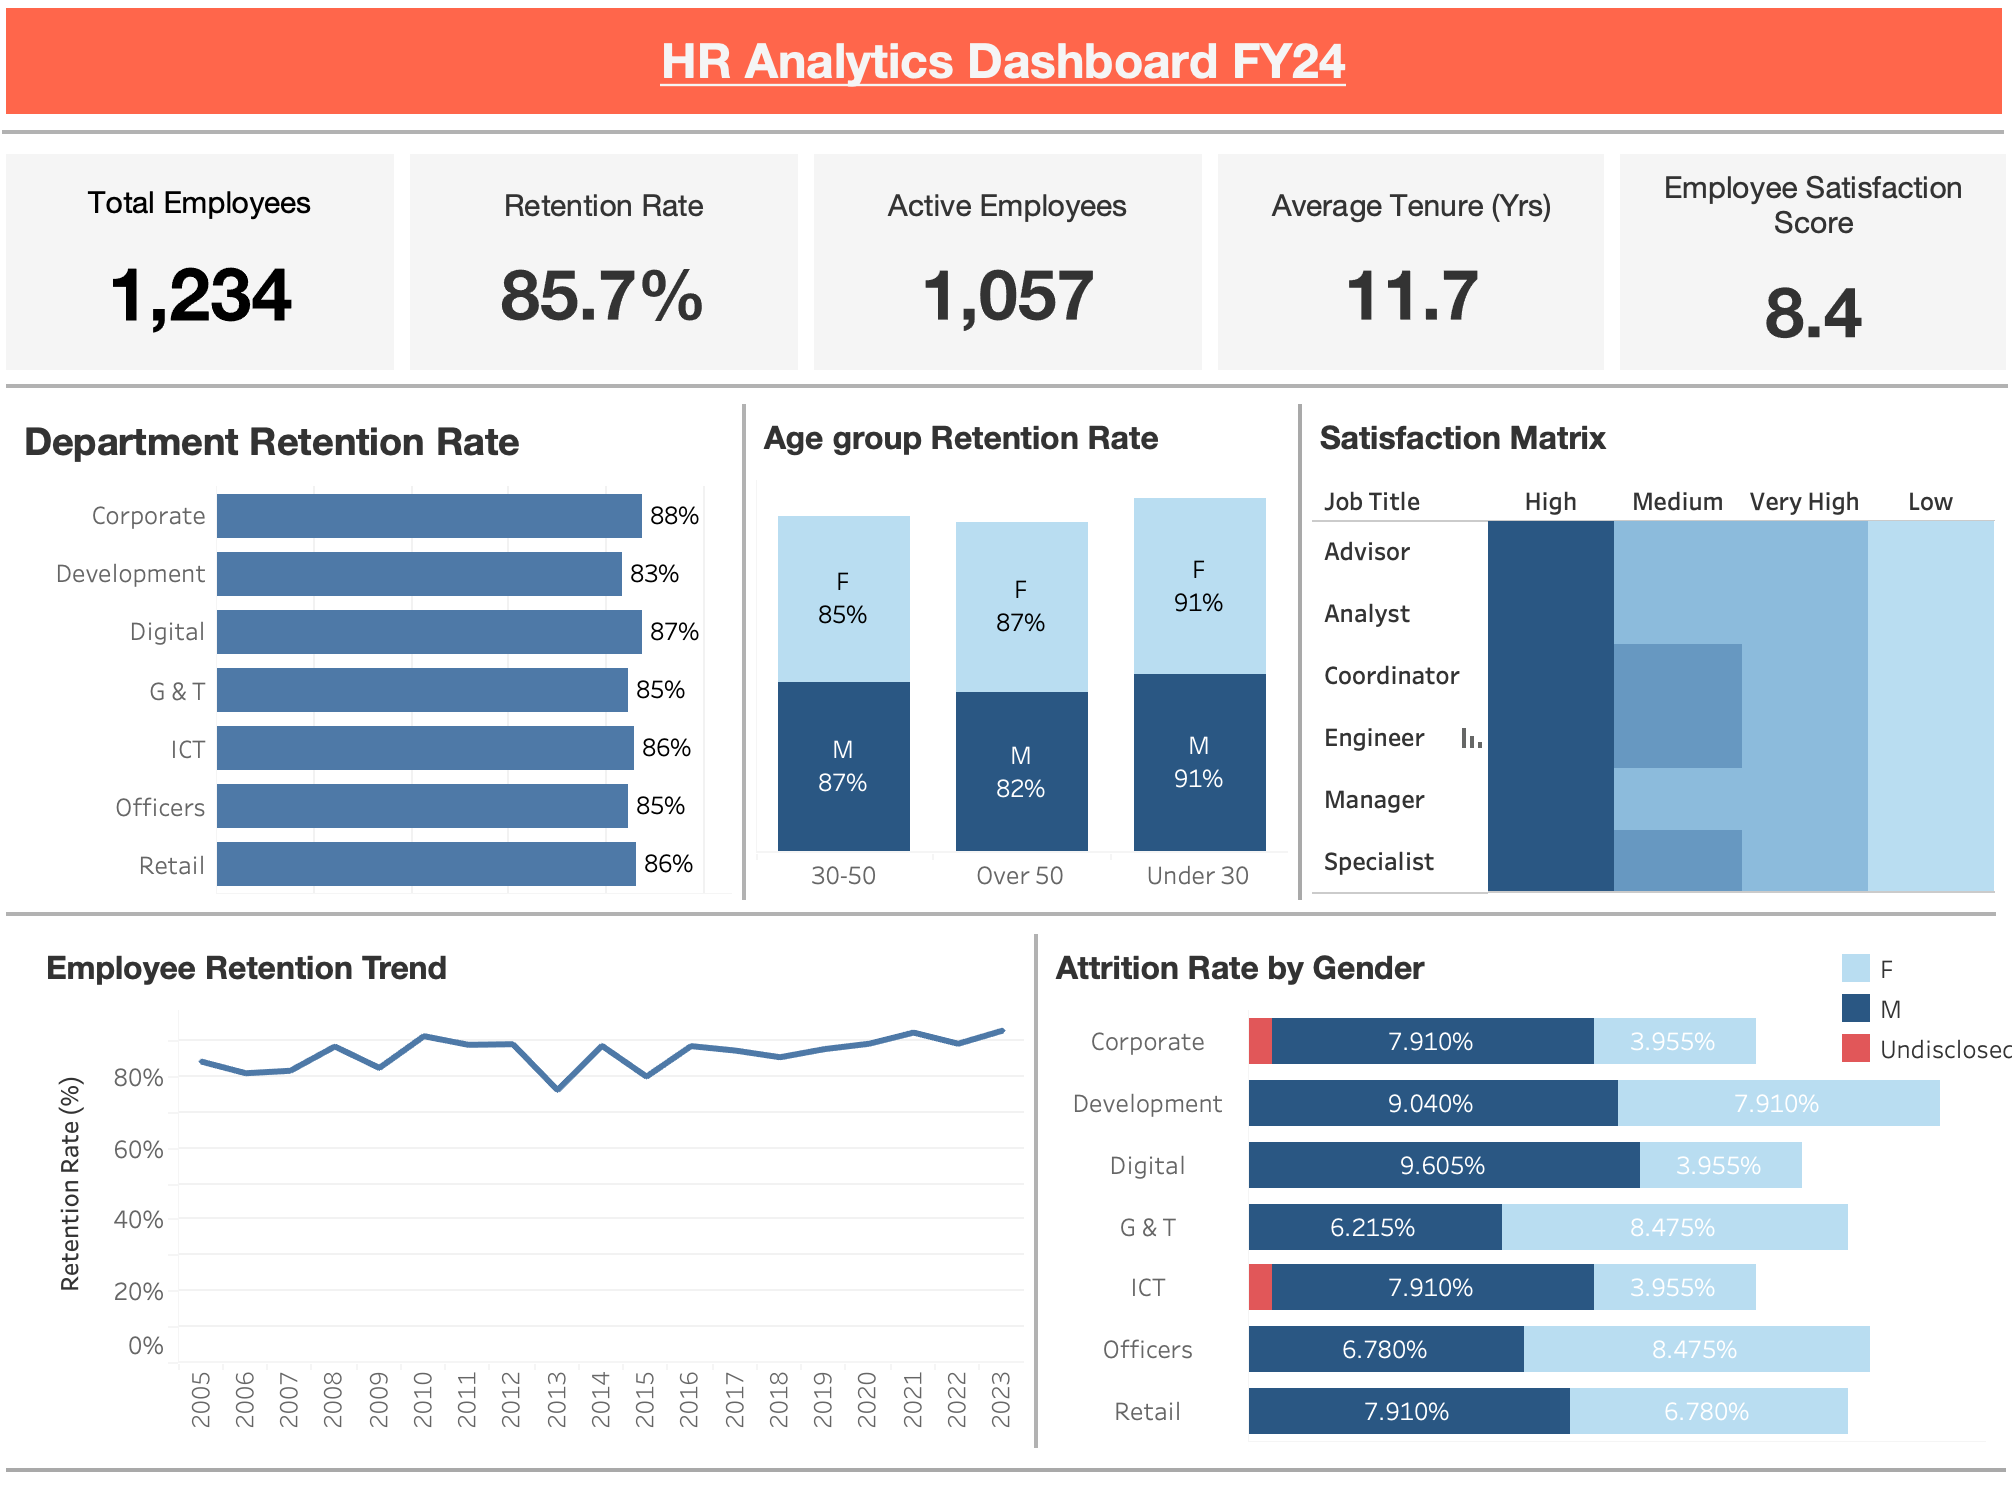 HR Analytics Dashboard FY24
Total Employees
1,234
Retention Rate
85.7%
Active Employees
1,057
Average Tenure (Yrs)
11.7
Employee Satisfaction
Score
8.4
Department Retention Rate
Corporate 88%
Development 83%
Digital 87%
G & T 85%
ICT 86%
Officers 85%
Retail 86%
Age group Retention Rate
F
85%
F
87%
F
91%
M
87%
M
82%
M
91%
30-50 Over 50 Under 30
Satisfaction Matrix
Job Title High Medium Very High Low
Advisor
Analyst
Coordinator
Engineer
Manager
Specialist
Employee Retention Trend
Retention Rate (%)
80%
60%
40%
20%
0%
2005 2006 2007 2008 2009 2010 2011 2012 2013 2014 2015 2016 2017 2018 2019 2020 2021 2022 2023
Attrition Rate by Gender
F
M
Undisclosed
Corporate 7.910% 3.955%
Development 9.040% 7.910%
Digital 9.605% 3.955%
G & T 6.215% 8.475%
ICT 7.910% 3.955%
Officers 6.780% 8.475%
Retail 7.910% 6.780%